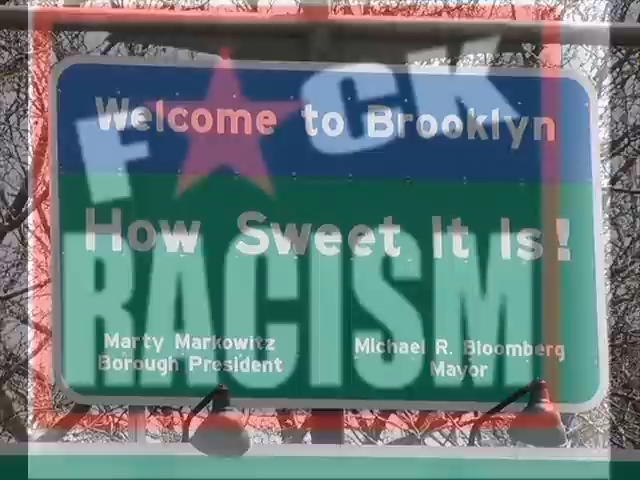 Welcome to Brooklyn
F★CK
How Sweet It Is!
RACISM
Marty Markowitz
Borough President
Michael R. Bloomberg
Mayor